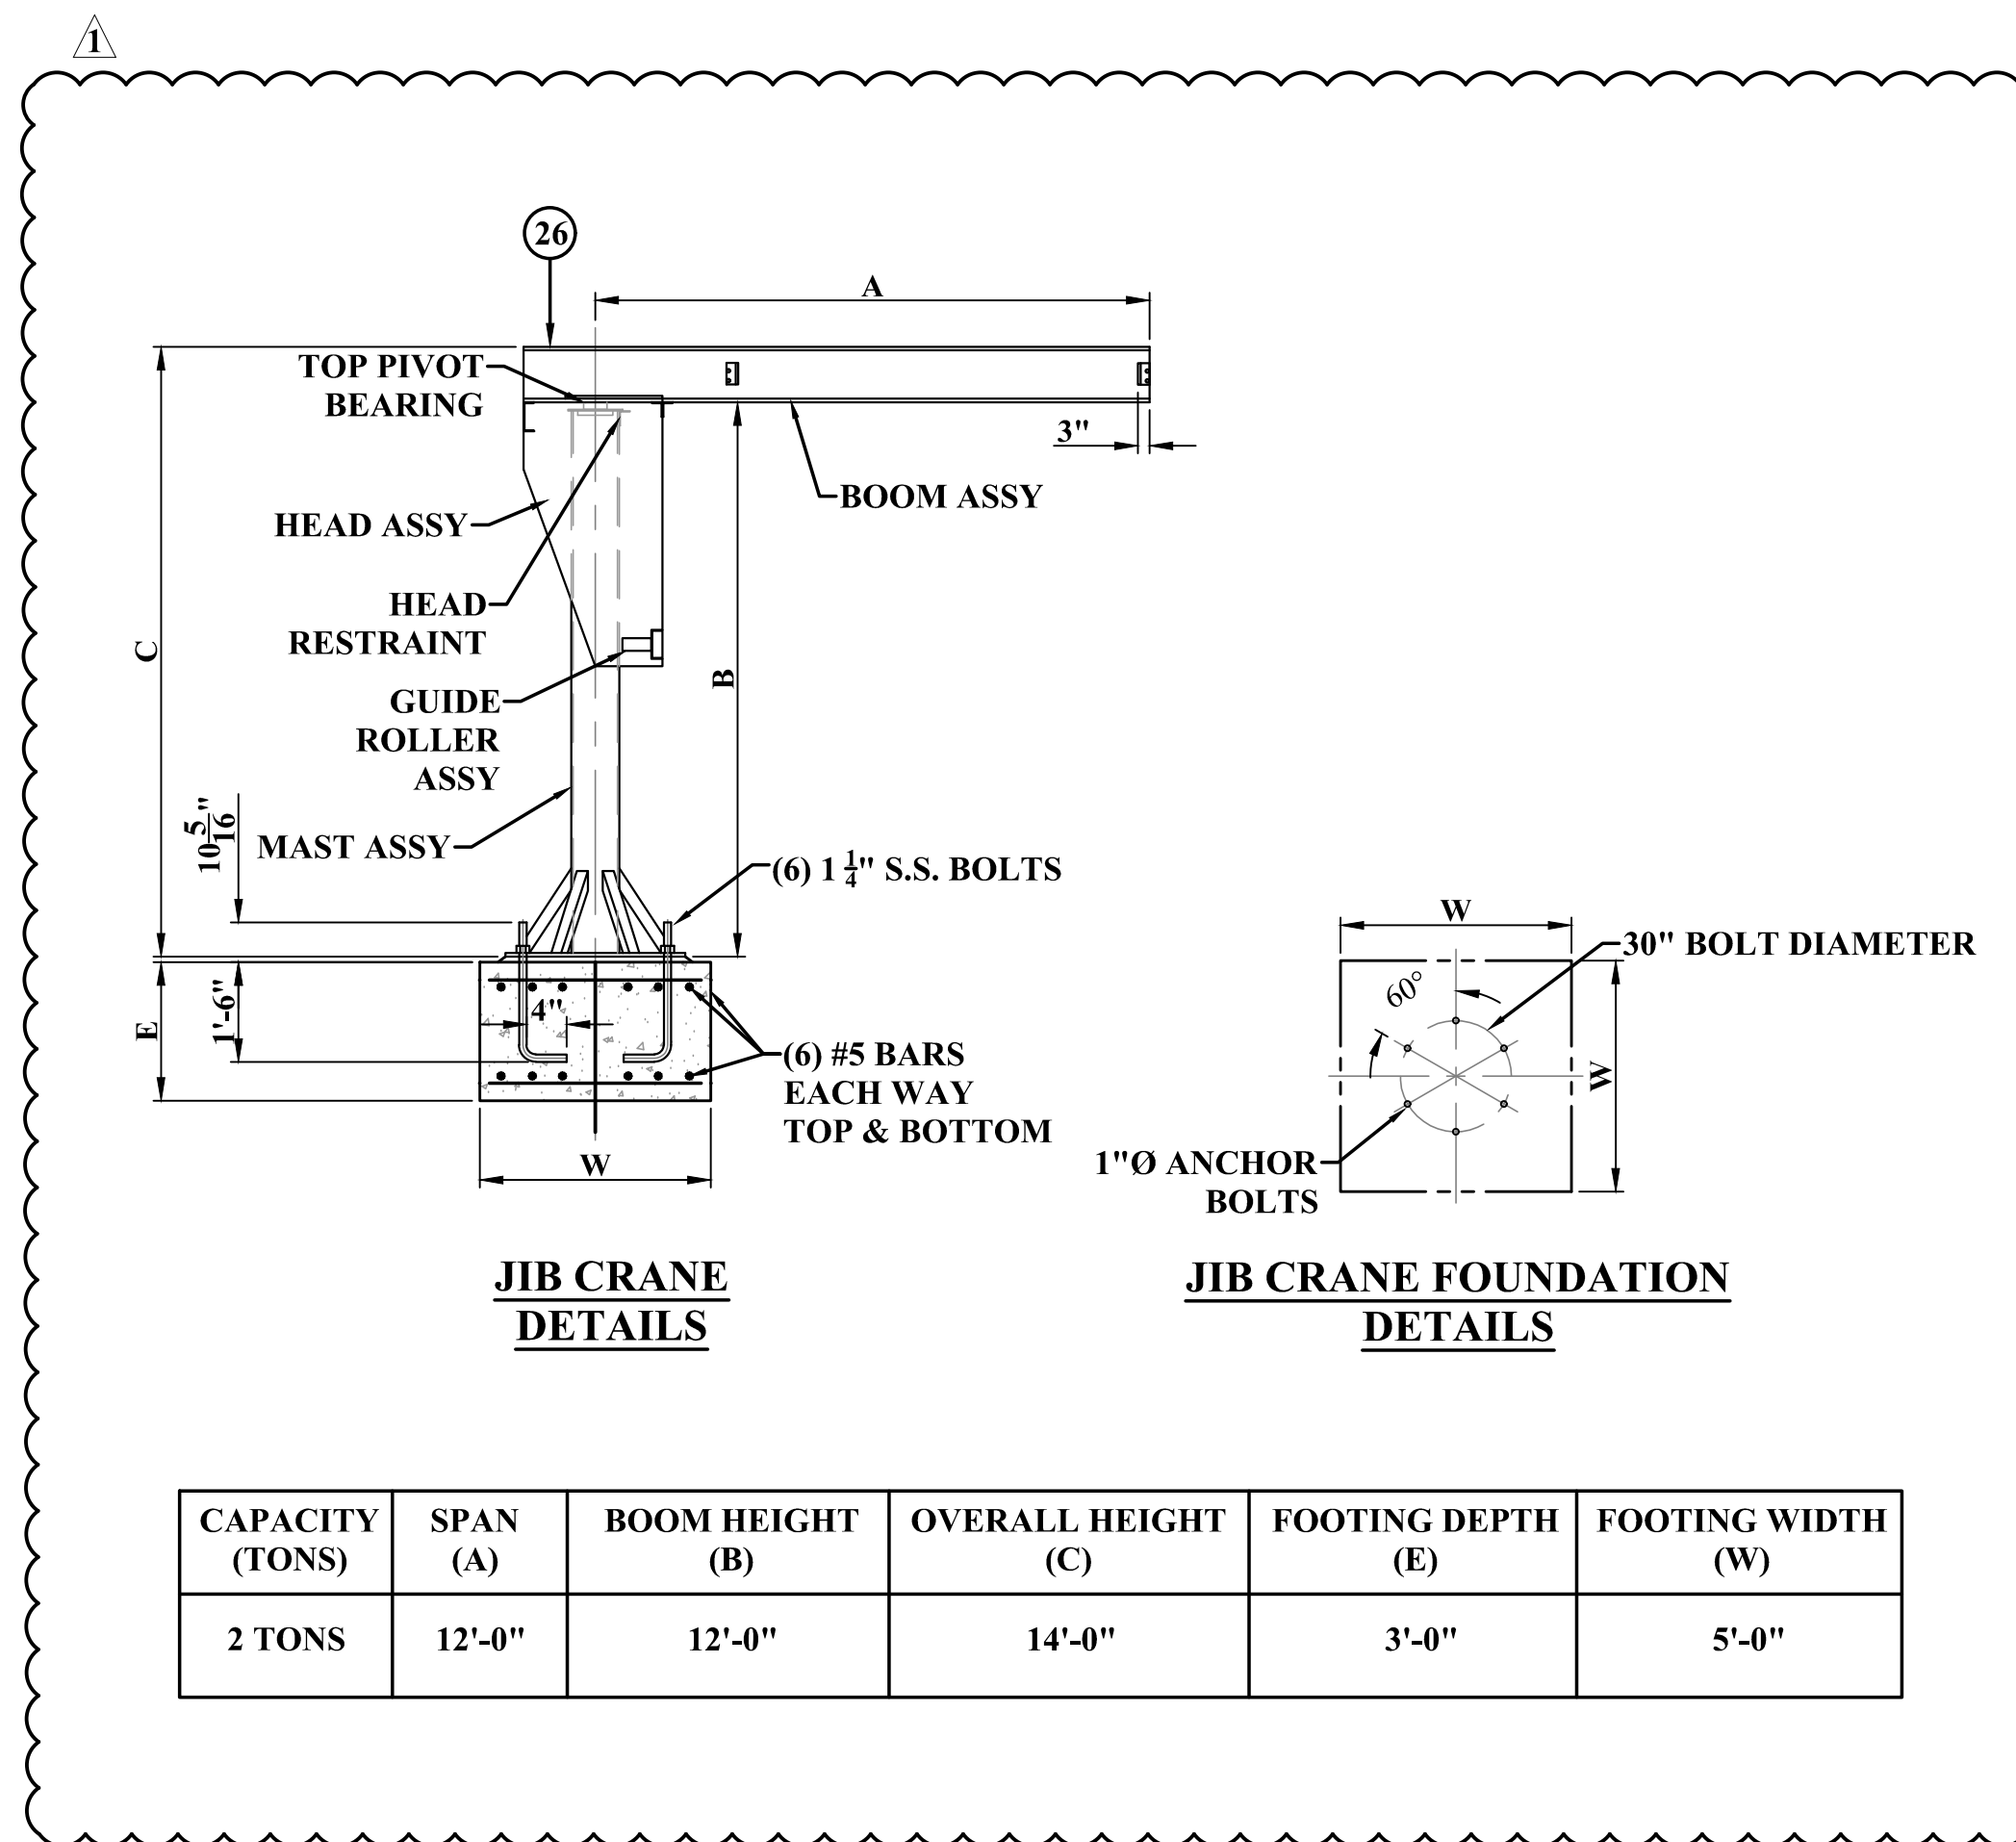 1
26
A
TOP PIVOT
BEARING
3"
BOOM ASSY
HEAD ASSY
HEAD
RESTRAINT
C
B
GUIDE
ROLLER
ASSY
10 5/16"
MAST ASSY
(6) 1 1/4" S.S. BOLTS
W
30" BOLT DIAMETER
60°
1'-6"
4"
E
(6) #5 BARS
EACH WAY
TOP & BOTTOM
W
W
1"Ø ANCHOR
BOLTS
JIB CRANE
DETAILS
JIB CRANE FOUNDATION
DETAILS
CAPACITY
(TONS)
SPAN
(A)
BOOM HEIGHT
(B)
OVERALL HEIGHT
(C)
FOOTING DEPTH
(E)
FOOTING WIDTH
(W)
2 TONS
12'-0"
12'-0"
14'-0"
3'-0"
5'-0"